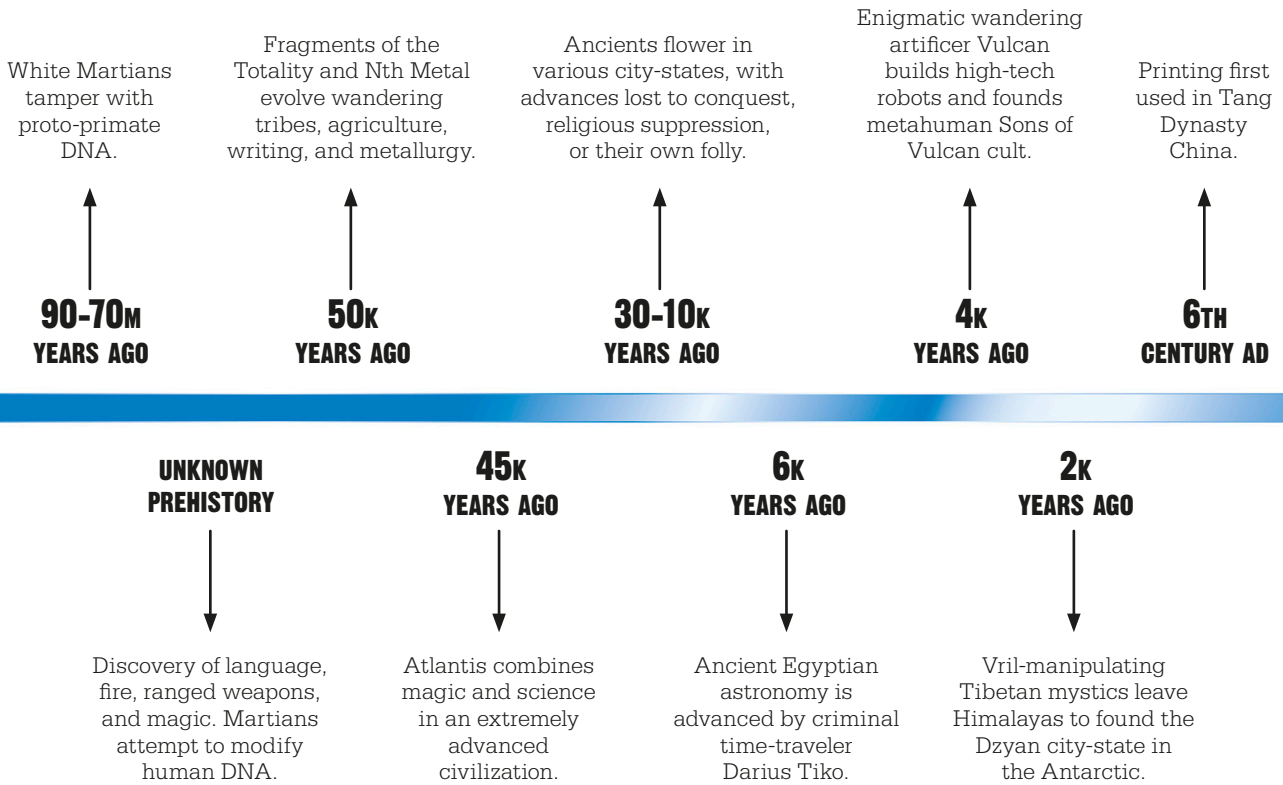 White Martians
tamper with
proto-primate
DNA.
90-70M
YEARS AGO
UNKNOWN
PREHISTORY
Discovery of language,
fire, ranged weapons,
and magic. Martians
attempt to modify
human DNA.
Fragments of the
Totality and Nth Metal
evolve wandering
tribes, agriculture,
writing, and metallurgy.
50K
YEARS AGO
45K
YEARS AGO
Atlantis combines
magic and science
in an extremely
advanced
civilization.
Ancients flower in
various city-states, with
advances lost to conquest,
religious suppression,
or their own folly.
30-10K
YEARS AGO
6K
YEARS AGO
Ancient Egyptian
astronomy is
advanced by criminal
time-traveler
Darius Tiko.
Enigmatic wandering
artificer Vulcan
builds high-tech
robots and founds
metahuman Sons of
Vulcan cult.
4K
YEARS AGO
2K
YEARS AGO
Vril-manipulating
Tibetan mystics leave
Himalayas to found the
Dzyan city-state in
the Antarctic.
Printing first
used in Tang
Dynasty
China.
6TH
CENTURY AD